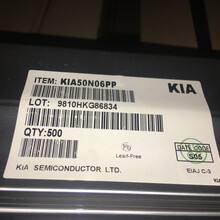 ITEM: KIA50N06PP
KIA
LOT: 9810HKG86834
QTY:500
Pb
Lead-Free
DATE CODE
S05
KIA SEMICONDUCTOR LTD.
EIAJ C-3